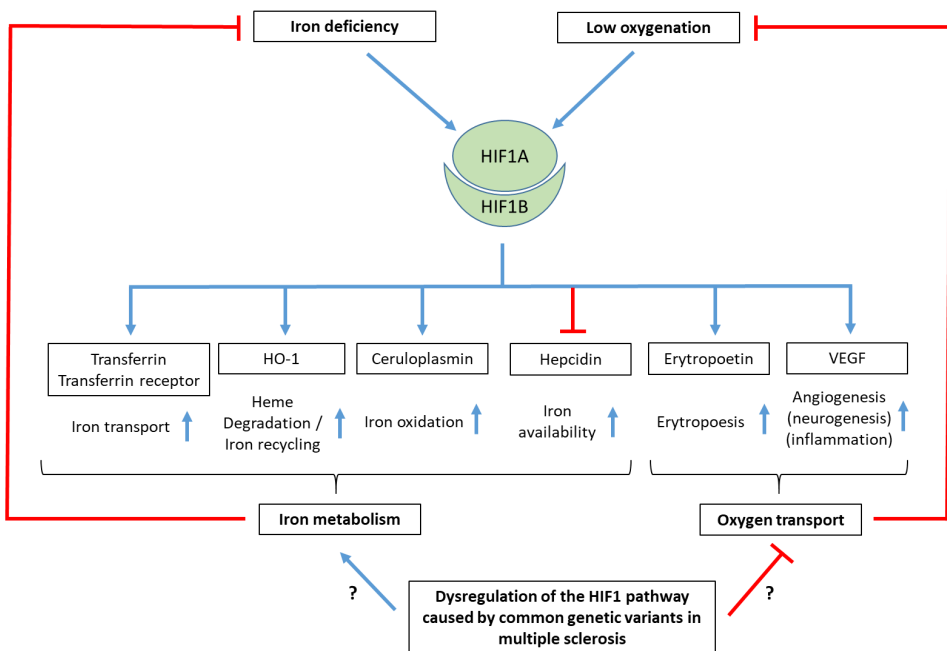 Iron deficiency
Low oxygenation
HIF1A
HIF1B
Transferrin
Transferrin receptor
HO-1
Ceruloplasmin
Hepcidin
Erytropoetin
VEGF
Iron transport
Heme
Degradation /
Iron recycling
Iron oxidation
Iron
availability
Erytropoesis
Angiogenesis
(neurogenesis)
(inflammation)
Iron metabolism
Oxygen transport
?
?
Dysregulation of the HIF1 pathway
caused by common genetic variants in
multiple sclerosis